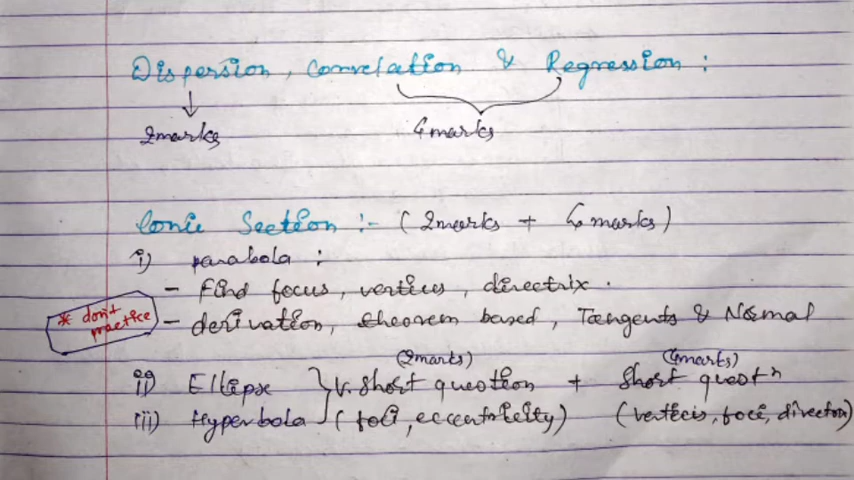 Dispersion, Correlation & Regression :
2marks
4marks
Conic Section :- (2marks + 4marks)
i) parabola :
- Find focus, vertices, directrix.
* don't practice
- derivation, theorem based, Tangents & Normal
(2marks) (4marks)
ii) Ellipse V. short question + Short questⁿ
(iii) Hyperbola (foci, eccentricity) (vertices, foci, directrix)